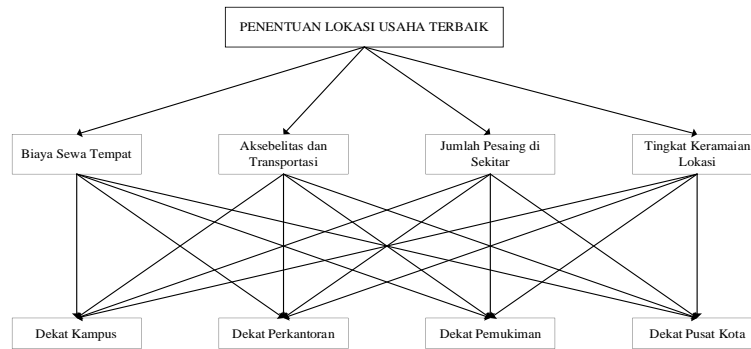 PENENTUAN LOKASI USAHA TERBAIK
Biaya Sewa Tempat
Aksebelitas dan
Transportasi
Jumlah Pesaing di
Sekitar
Tingkat Keramaian
Lokasi
Dekat Kampus
Dekat Perkantoran
Dekat Pemukiman
Dekat Pusat Kota